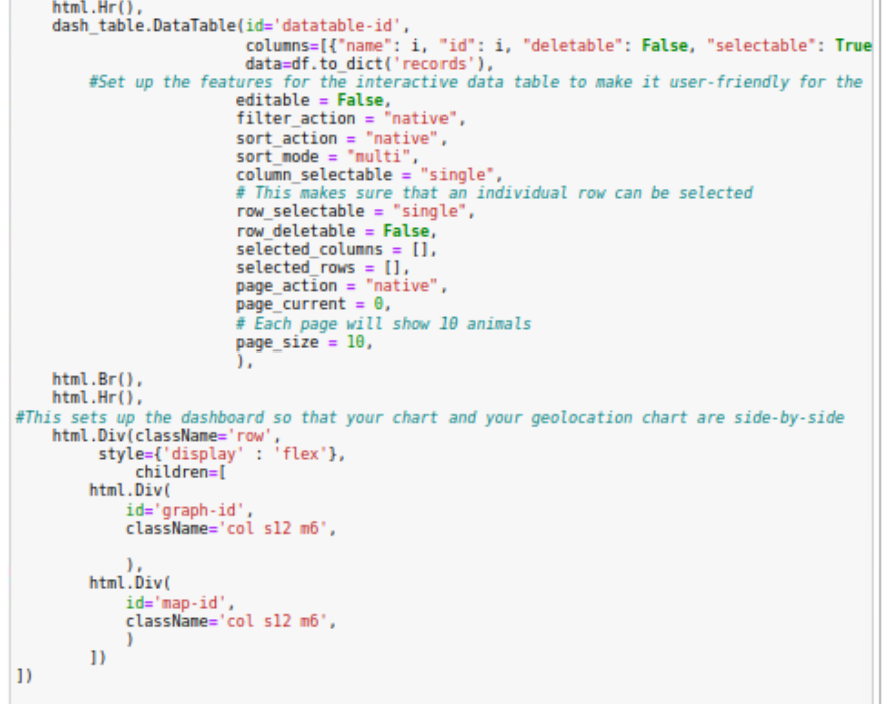 html.Hr(),
    dash_table.DataTable(id='datatable-id',
                         columns=[{"name": i, "id": i, "deletable": False, "selectable": True
                         data=df.to_dict('records'),
        #Set up the features for the interactive data table to make it user-friendly for the
                        editable = False,
                        filter_action = "native",
                        sort_action = "native",
                        sort_mode = "multi",
                        column_selectable = "single",
                        # This makes sure that an individual row can be selected
                        row_selectable = "single",
                        row_deletable = False,
                        selected_columns = [],
                        selected_rows = [],
                        page_action = "native",
                        page_current = 0,
                        # Each page will show 10 animals
                        page_size = 10,
                        ),
    html.Br(),
    html.Hr(),
#This sets up the dashboard so that your chart and your geolocation chart are side-by-side
    html.Div(className='row',
         style={'display' : 'flex'},
             children=[
        html.Div(
            id='graph-id',
            className='col s12 m6',

            ),
        html.Div(
            id='map-id',
            className='col s12 m6',
            )
        ])
])